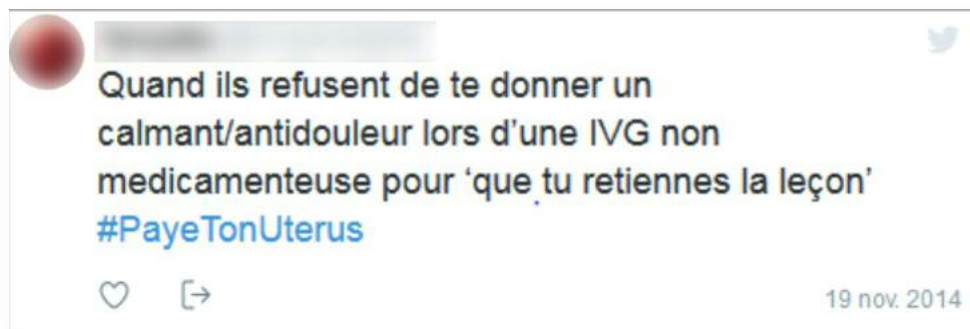 Quand ils refusent de te donner un
calmant/antidouleur lors d’une IVG non
medicamenteuse pour ‘que tu retiennes la leçon’
#PayeTonUterus
19 nov. 2014